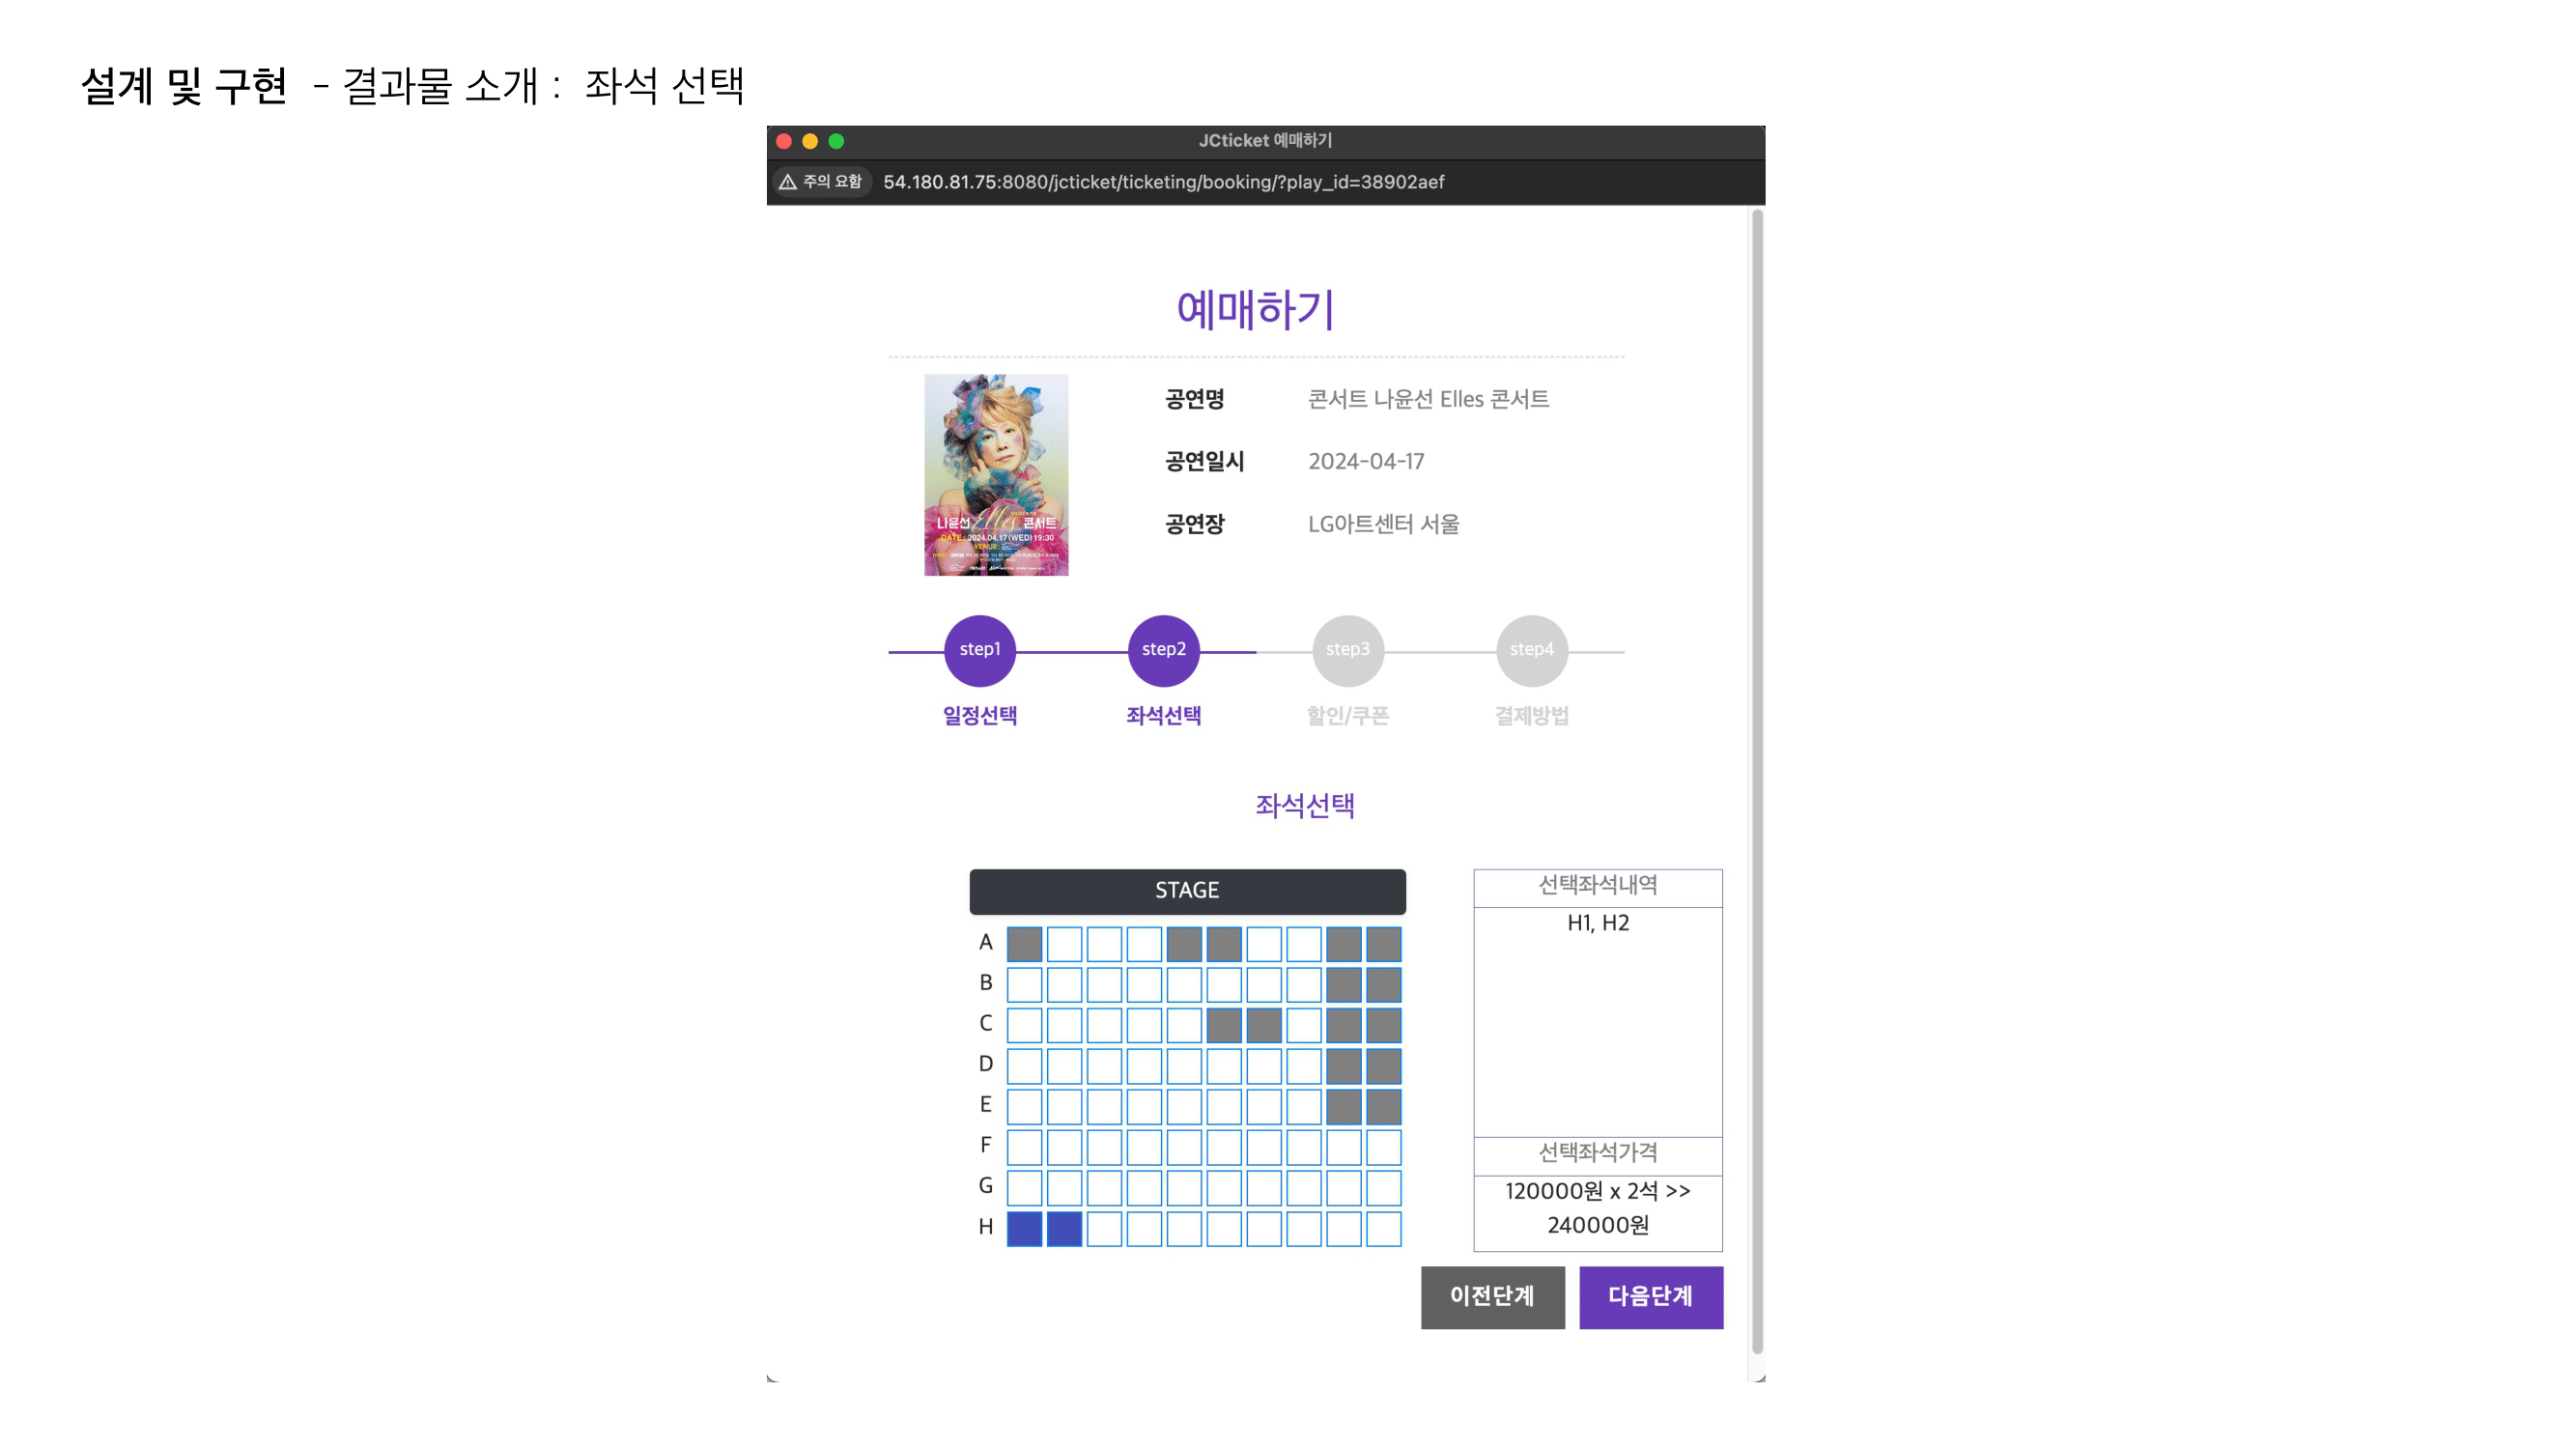 설계 및 구현 - 결과물 소개 : 좌석 선택
JCticket 예매하기
주의 요함 54.180.81.75:8080/jcticket/ticketing/booking/?play_id=38902aef
예매하기
나윤선 Elles 콘서트
DATE: 2024.04.17(WED) 19:30
VENUE:
공연명 콘서트 나윤선 Elles 콘서트
공연일시 2024-04-17
공연장 LG아트센터 서울
step1 step2 step3 step4
일정선택 좌석선택 할인/쿠폰 결제방법
좌석선택
STAGE
A
B
C
D
E
F
G
H
선택좌석내역
H1, H2
선택좌석가격
120000원 x 2석 >>
240000원
이전단계 다음단계